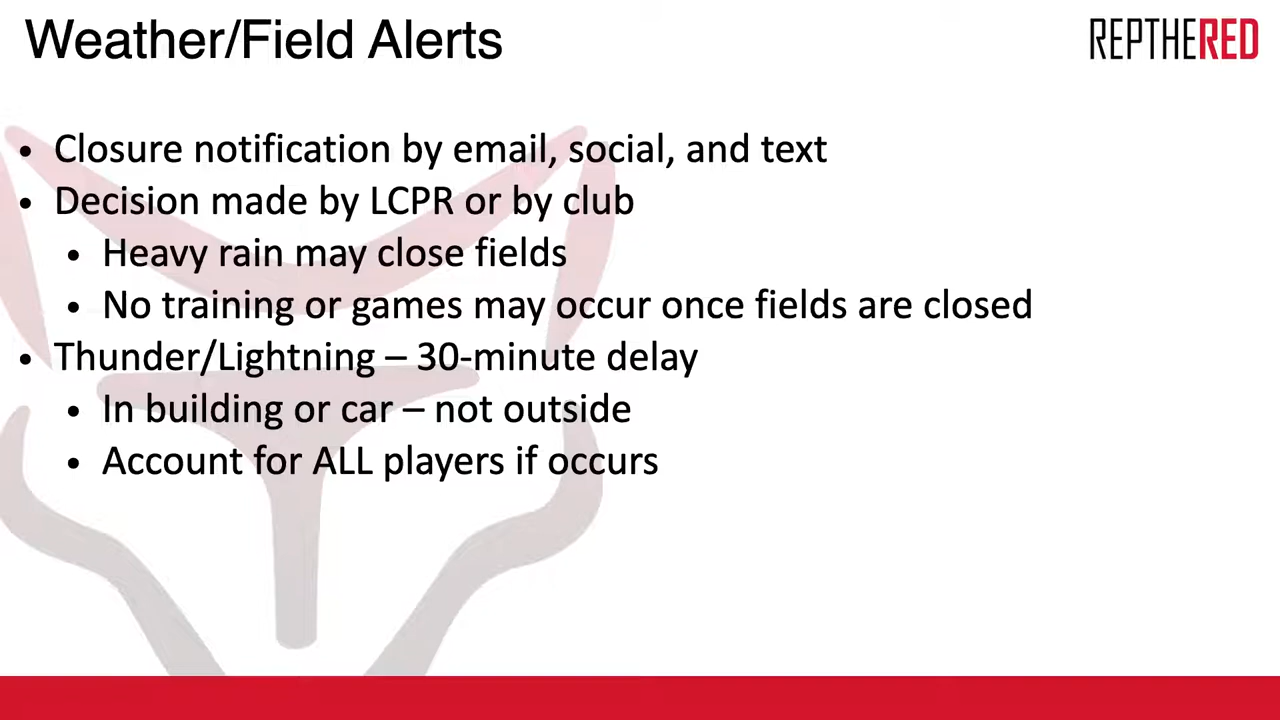 Weather/Field Alerts
REPTHERED
• Closure notification by email, social, and text
• Decision made by LCPR or by club
• Heavy rain may close fields
• No training or games may occur once fields are closed
• Thunder/Lightning – 30-minute delay
• In building or car – not outside
• Account for ALL players if occurs